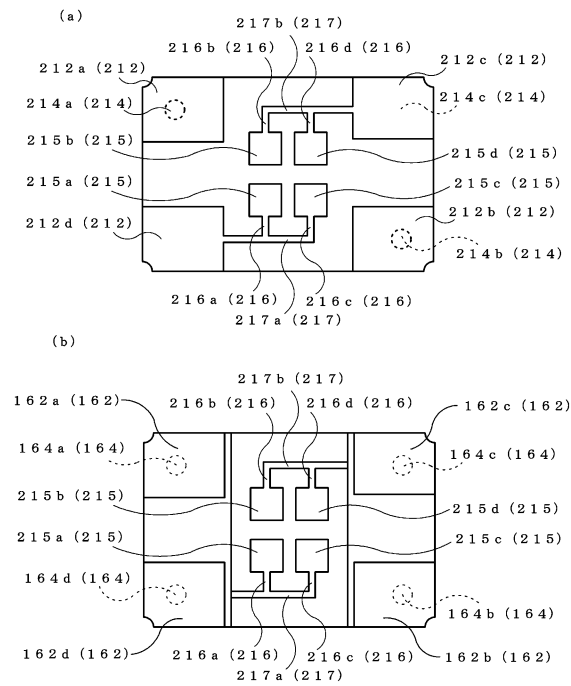 (a)
217b (217)
216b (216) 216d (216)
212a (212) 212c (212)
214a (214) 214c (214)
215b (215) 215d (215)
215a (215) 215c (215)
212d (212) 212b (212)
214b (214)
216a (216) 216c (216)
217a (217)
(b)
217b (217)
162a (162) 216b (216) 216d (216) 162c (162)
164a (164) 164c (164)
215b (215) 215d (215)
215a (215) 215c (215)
164d (164) 164b (164)
162d (162) 216a (216) 216c (216) 162b (162)
217a (217)